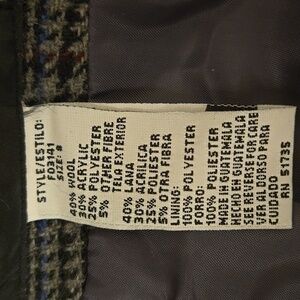 STYLE/ESTILO:
F03141
SIZE: 8
40% WOOL
30% ACRYLIC
25% POLYESTER
5% OTHER FIBRE
TELA EXTERIOR
40% LANA
30% ACRILICA
25% POLIESTER
5% OTRA FIBRA
LINING:
100% POLYESTER
FORRO:
100% POLIESTER
MADE IN GUATEMALA
HECHO EN GUATEMALA
SEE REVERSE FOR CARE
VER AL DORSO PARA
CUIDADO
RN 51735